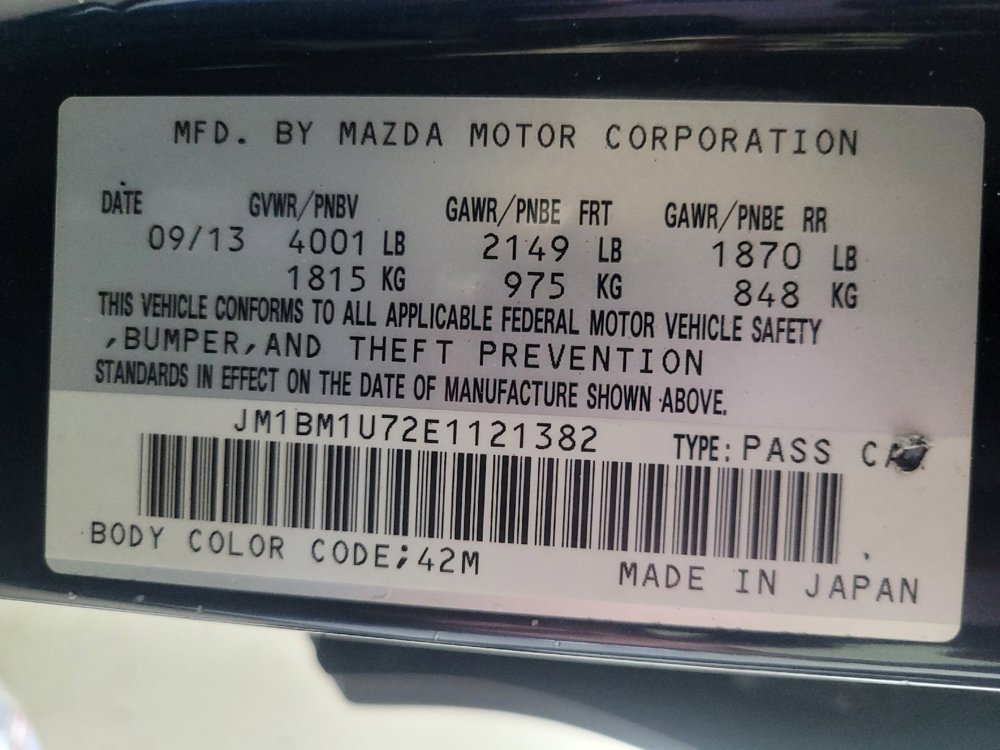 MFD. BY MAZDA MOTOR CORPORATION
DATE GVWR/PNBV GAWR/PNBE FRT GAWR/PNBE RR
09/13 4001 LB 2149 LB 1870 LB
1815 KG 975 KG 848 KG
THIS VEHICLE CONFORMS TO ALL APPLICABLE FEDERAL MOTOR VEHICLE SAFETY
,BUMPER,AND THEFT PREVENTION
STANDARDS IN EFFECT ON THE DATE OF MANUFACTURE SHOWN ABOVE.
JM1BM1U72E1121382 TYPE: PASS
BODY COLOR CODE;42M MADE IN JAPAN